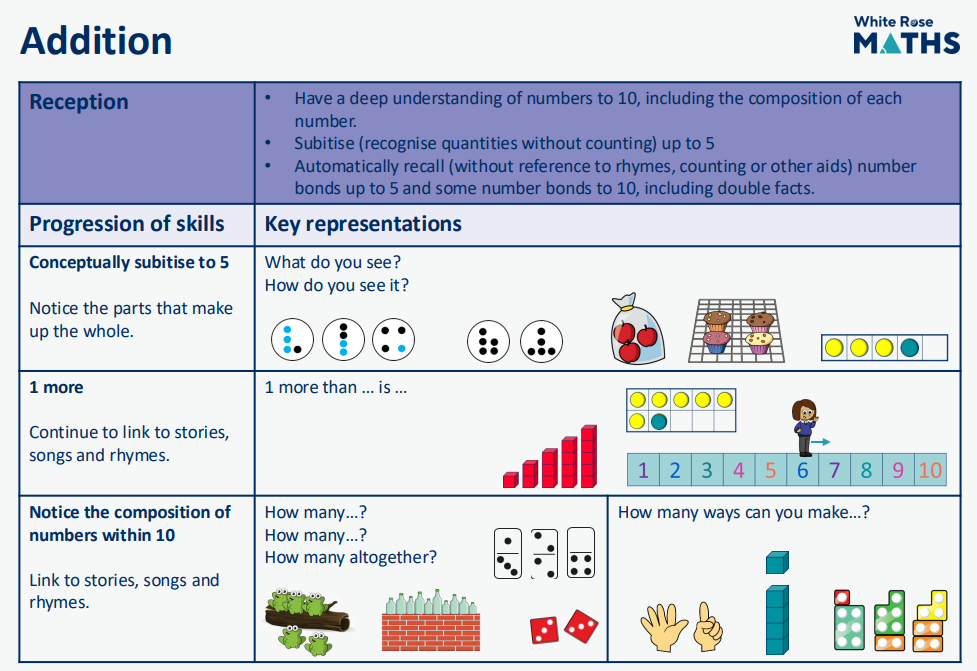 Addition
White Rose
MATHS
Reception
• Have a deep understanding of numbers to 10, including the composition of each
number.
• Subitise (recognise quantities without counting) up to 5
• Automatically recall (without reference to rhymes, counting or other aids) number
bonds up to 5 and some number bonds to 10, including double facts.
Progression of skills
Key representations
Conceptually subitise to 5
Notice the parts that make
up the whole.
What do you see?
How do you see it?
1 more
Continue to link to stories,
songs and rhymes.
1 more than ... is ...
1 2 3 4 5 6 7 8 9 10
Notice the composition of
numbers within 10
Link to stories, songs and
rhymes.
How many...?
How many...?
How many altogether?
How many ways can you make...?